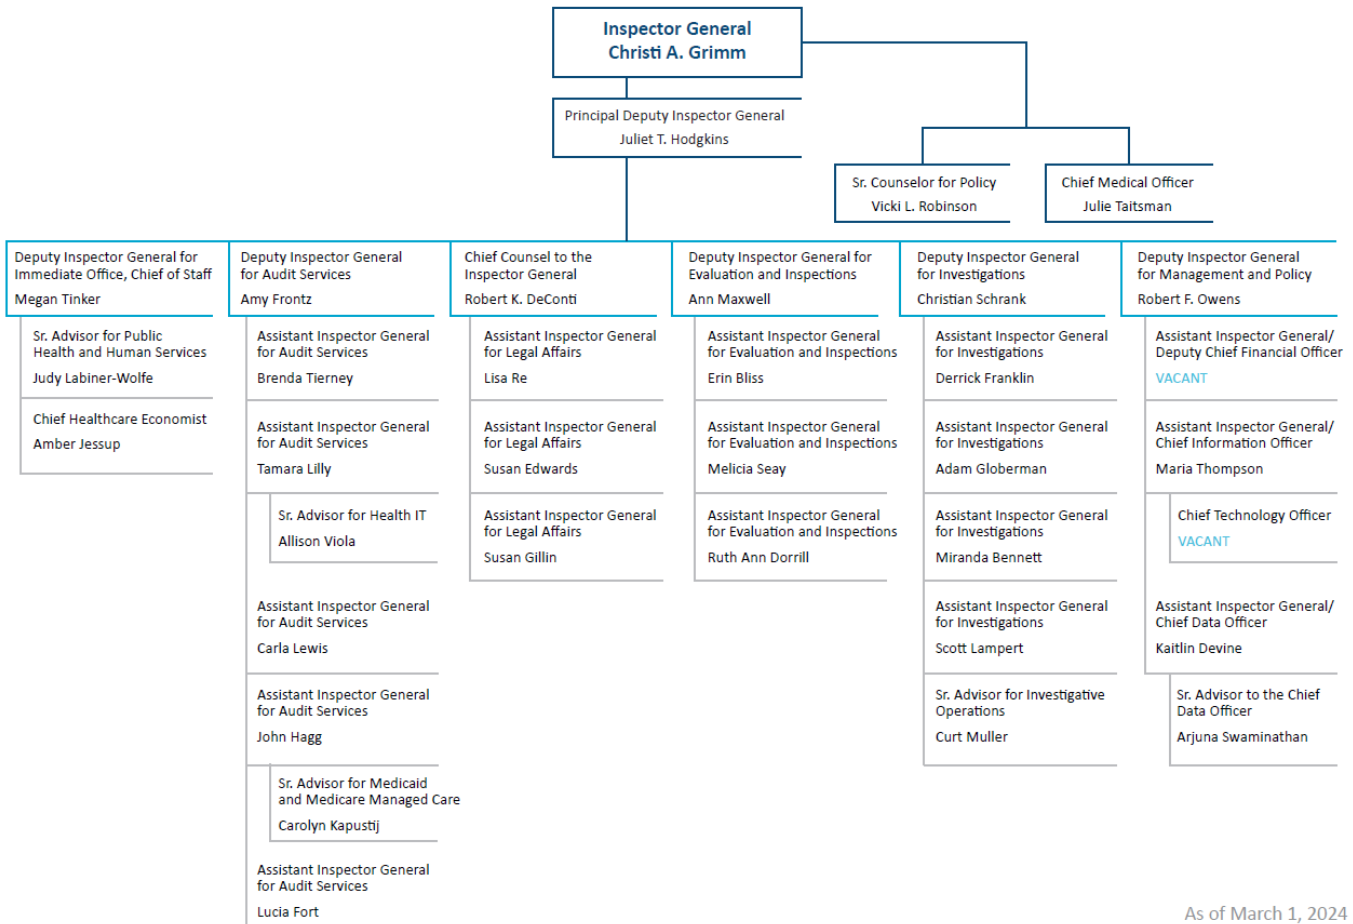 Inspector General
Christi A. Grimm
Principal Deputy Inspector General
Juliet T. Hodgkins
Sr. Counselor for Policy
Vicki L. Robinson
Chief Medical Officer
Julie Taitsman
Deputy Inspector General for
Immediate Office, Chief of Staff
Megan Tinker
Sr. Advisor for Public
Health and Human Services
Judy Labiner-Wolfe
Chief Healthcare Economist
Amber Jessup
Deputy Inspector General
for Audit Services
Amy Frontz
Assistant Inspector General
for Audit Services
Brenda Tierney
Assistant Inspector General
for Audit Services
Tamara Lilly
Sr. Advisor for Health IT
Allison Viola
Assistant Inspector General
for Audit Services
Carla Lewis
Assistant Inspector General
for Audit Services
John Hagg
Sr. Advisor for Medicaid
and Medicare Managed Care
Carolyn Kapustij
Assistant Inspector General
for Audit Services
Lucia Fort
Chief Counsel to the
Inspector General
Robert K. DeConti
Assistant Inspector General
for Legal Affairs
Lisa Re
Assistant Inspector General
for Legal Affairs
Susan Edwards
Assistant Inspector General
for Legal Affairs
Susan Gillin
Deputy Inspector General for
Evaluation and Inspections
Ann Maxwell
Assistant Inspector General
for Evaluation and Inspections
Erin Bliss
Assistant Inspector General
for Evaluation and Inspections
Melicia Seay
Assistant Inspector General
for Evaluation and Inspections
Ruth Ann Dorrill
Deputy Inspector General
for Investigations
Christian Schrank
Assistant Inspector General
for Investigations
Derrick Franklin
Assistant Inspector General
for Investigations
Adam Globerman
Assistant Inspector General
for Investigations
Miranda Bennett
Assistant Inspector General
for Investigations
Scott Lampert
Sr. Advisor for Investigative
Operations
Curt Muller
Deputy Inspector General
for Management and Policy
Robert F. Owens
Assistant Inspector General/
Deputy Chief Financial Officer
VACANT
Assistant Inspector General/
Chief Information Officer
Maria Thompson
Chief Technology Officer
VACANT
Assistant Inspector General/
Chief Data Officer
Kaitlin Devine
Sr. Advisor to the Chief
Data Officer
Arjuna Swaminathan
As of March 1, 2024